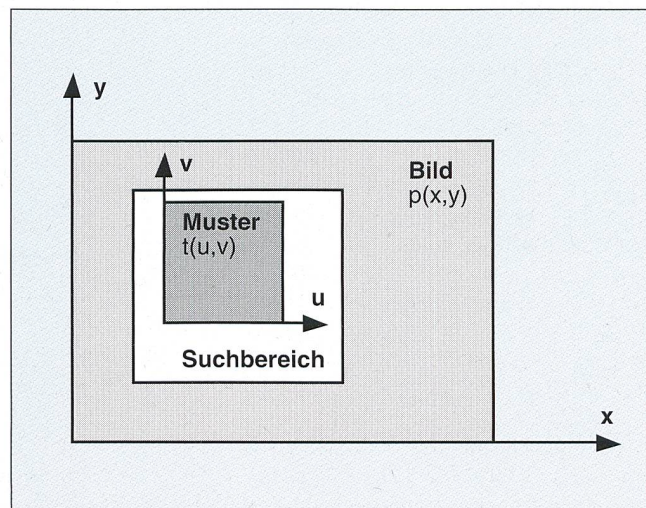 y
v
Bild
p(x,y)
Muster
t(u,v)
u
Suchbereich
x